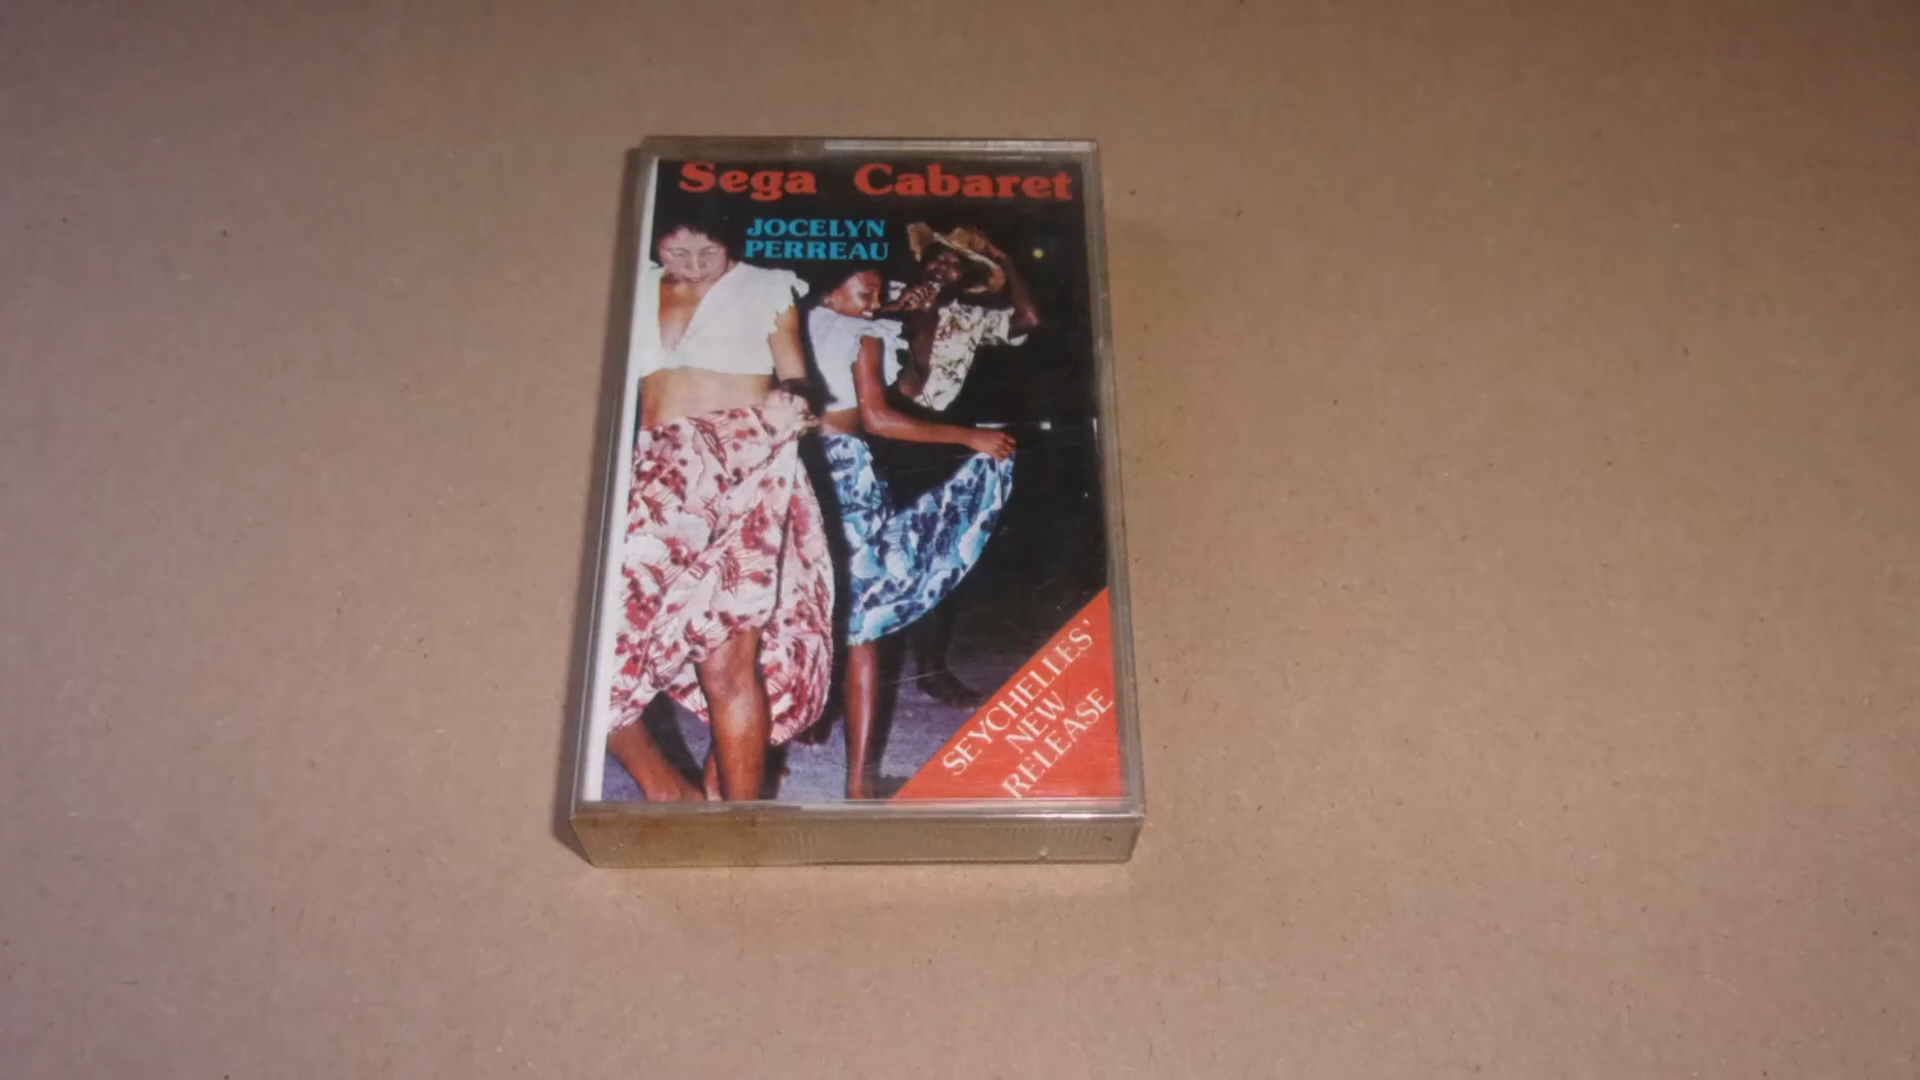 Sega Cabaret
JOCELYN
PERREAU
SEYCHELLES'
NEW
RELEASE